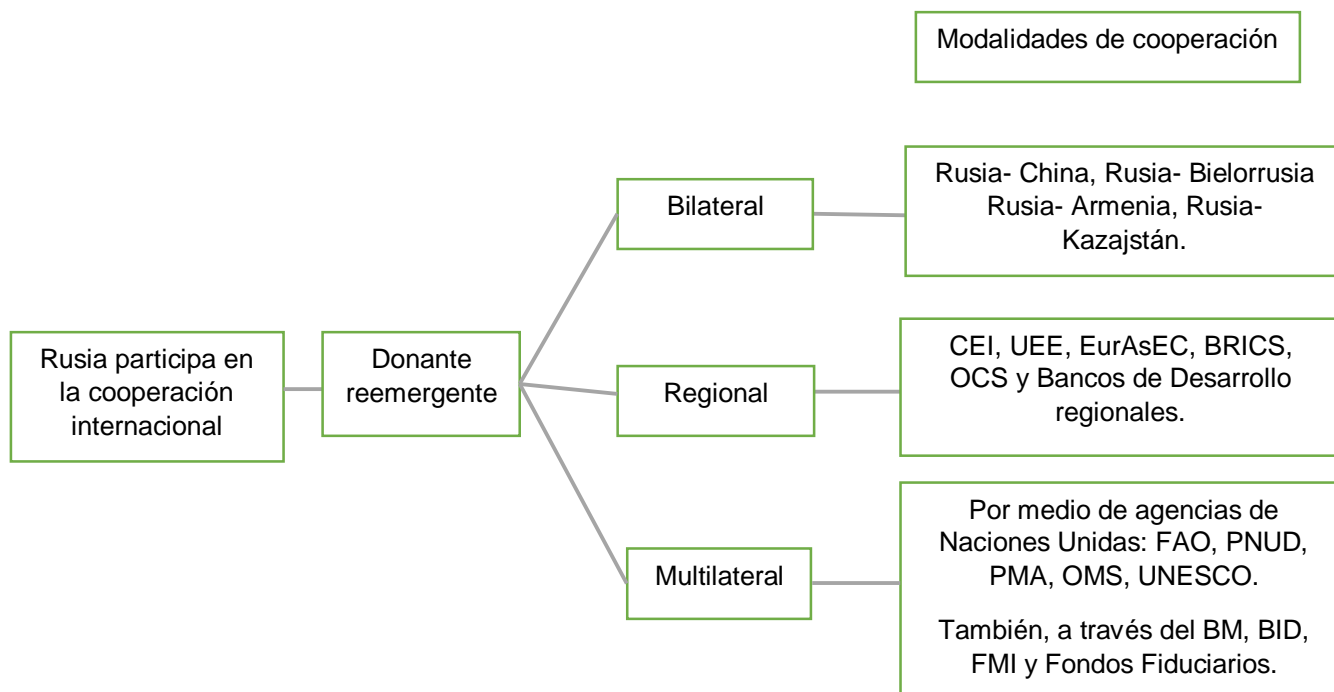 Modalidades de cooperación
Rusia participa en
la cooperación
internacional
Donante
reemergente
Bilateral
Rusia- China, Rusia- Bielorrusia
Rusia- Armenia, Rusia-
Kazajstán.
Regional
CEI, UEE, EurAsEC, BRICS,
OCS y Bancos de Desarrollo
regionales.
Multilateral
Por medio de agencias de
Naciones Unidas: FAO, PNUD,
PMA, OMS, UNESCO.
También, a través del BM, BID,
FMI y Fondos Fiduciarios.